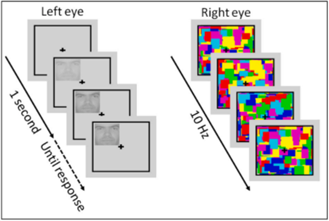 Left eye
Right eye
1 second
Until response
10 Hz